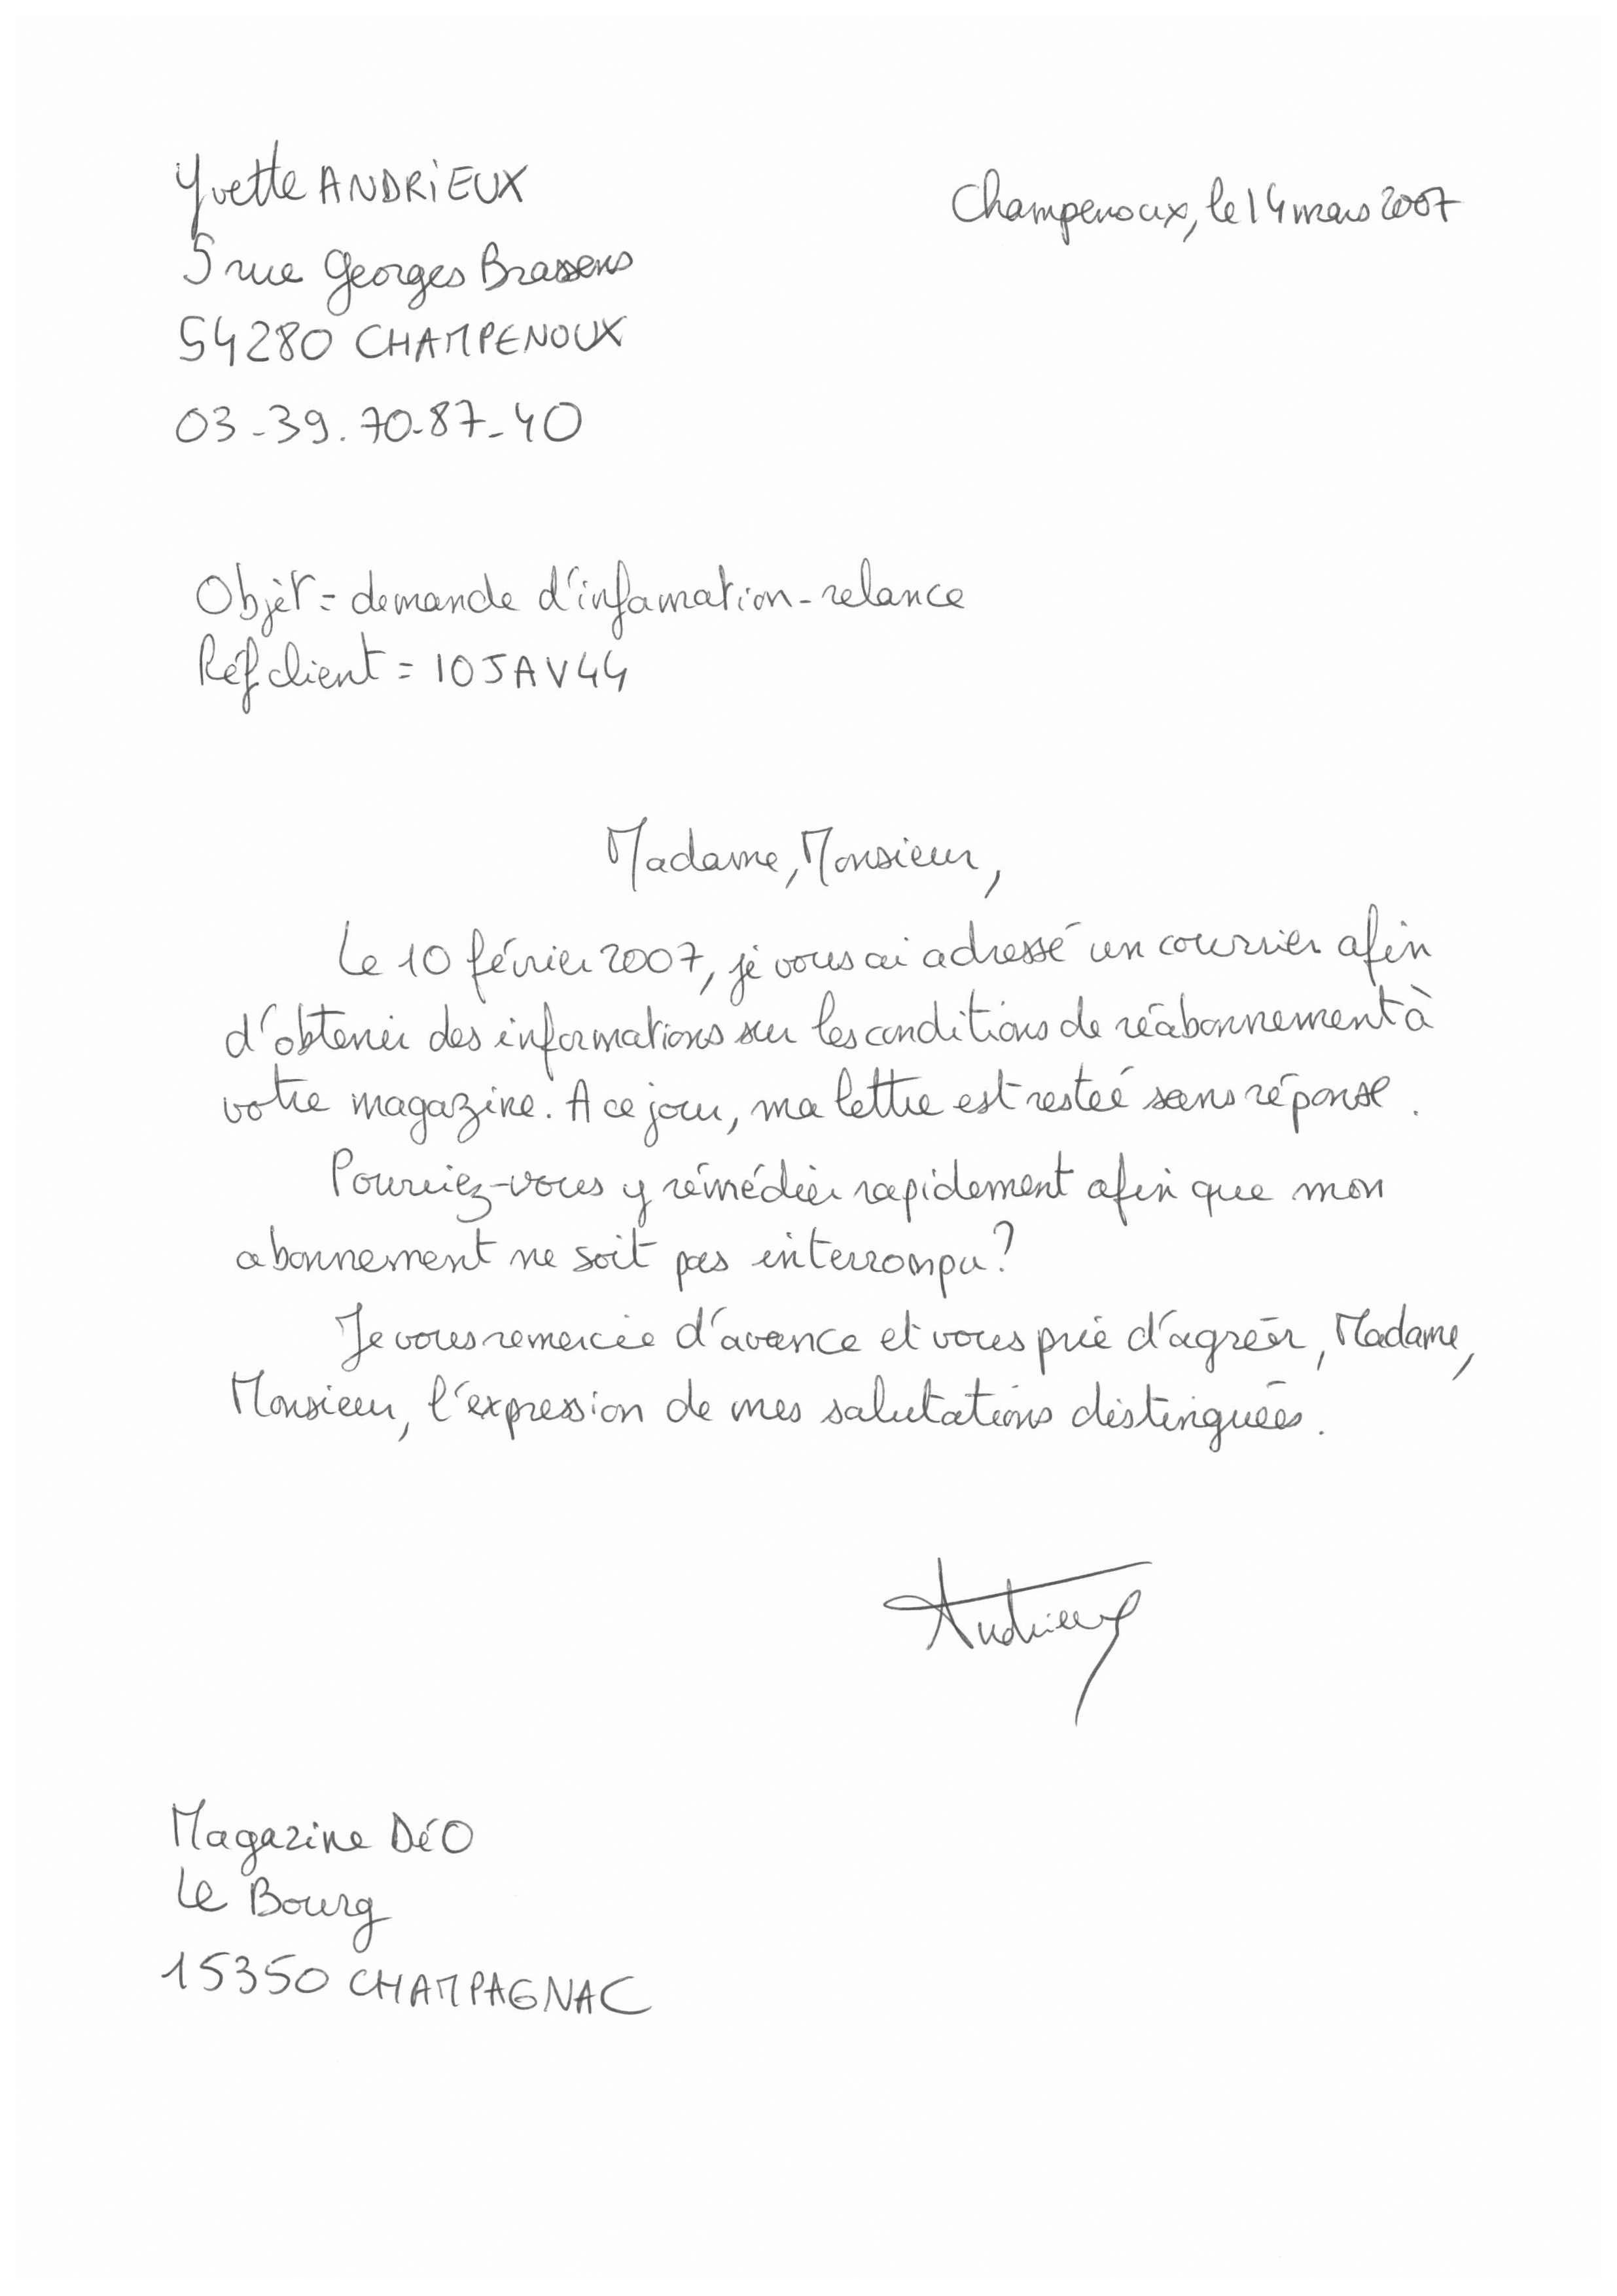 Yvette ANDRIEUX
Champenoux, le 14 mars 2007
5 rue Georges Brassens
54280 CHAMPENOUX
03-39.70-87-40
Objet = demande d'information - relance
Réf client = 10JAV44
Madame, Monsieur,
Le 10 février 2007, je vous ai adressé un courrier afin
d'obtenir des informations sur les conditions de réabonnement à
votre magazine. A ce jour, ma lettre est restée sans réponse.
Pourriez-vous y rémédier rapidement afin que mon
abonnement ne soit pas interrompu?
Je vous remercie d'avance et vous prie d'agréer, Madame,
Monsieur, l'expression de mes salutations distinguées.
Andrieux
Magazine DéO
Le Bourg
15350 CHAMPAGNAC